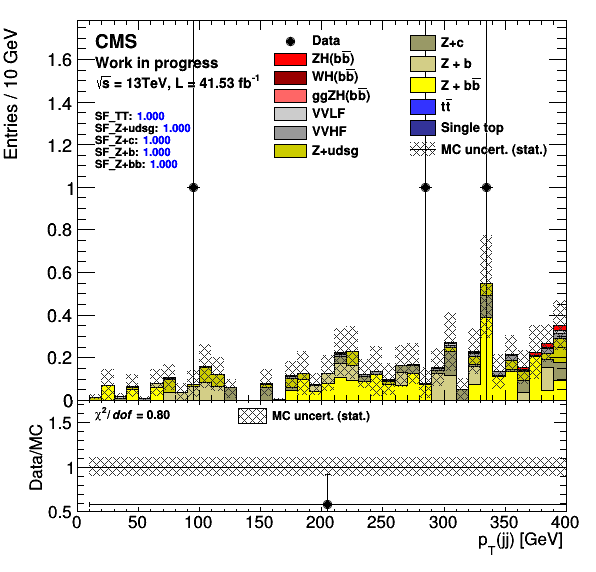 CMS
Work in progress
√s = 13TeV, L = 41.53 fb⁻¹
SF_TT: 1.000
SF_Z+udsg: 1.000
SF_Z+c: 1.000
SF_Z+b: 1.000
SF_Z+bb: 1.000
Data
ZH(bb̅)
WH(bb̅)
ggZH(bb̅)
VVLF
VVHF
Z+udsg
Z+c
Z + b
Z + bb̅
tt̅
Single top
MC uncert. (stat.)
Entries / 10 GeV
1.6
1.4
1.2
1
0.8
0.6
0.4
0.2
0
χ²/dof = 0.80
MC uncert. (stat.)
Data/MC
1.5
1
0.5
0 50 100 150 200 250 300 350 400
p_T(jj) [GeV]